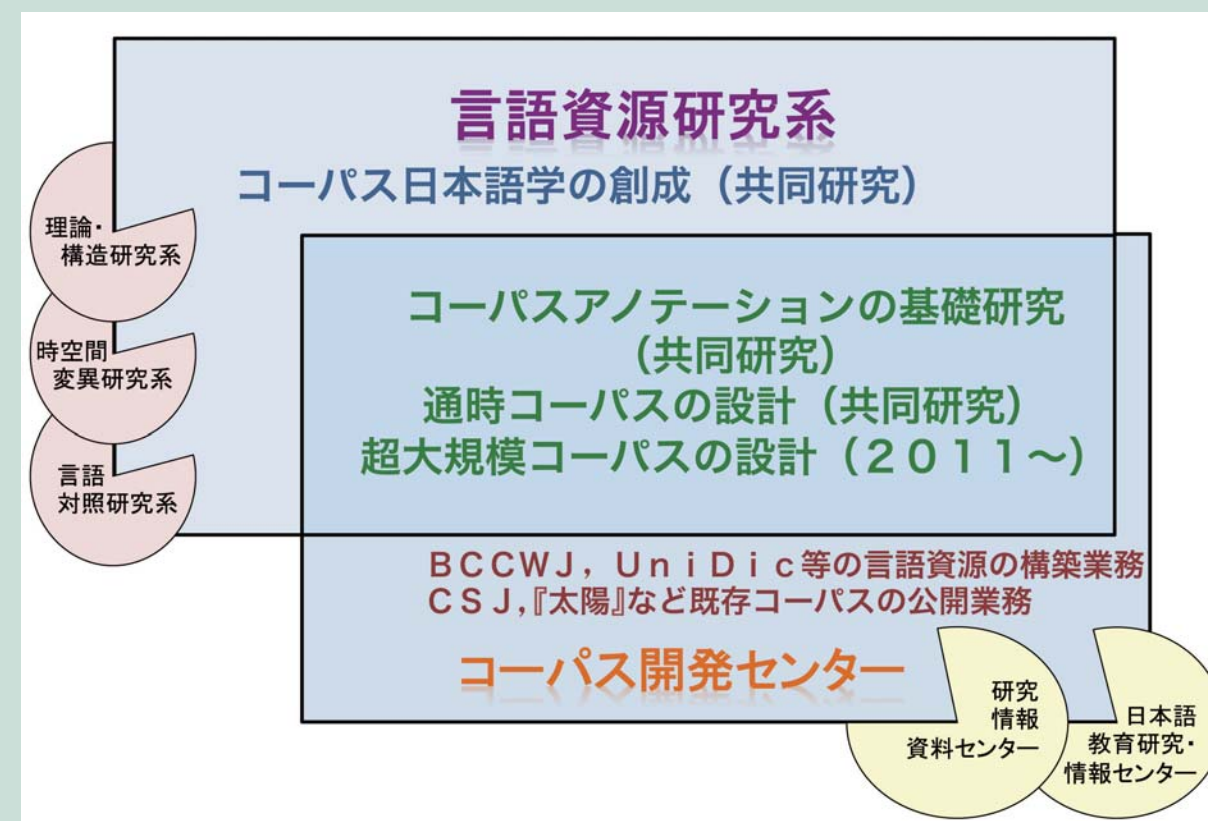 言語資源研究系
コーパス日本語学の創成（共同研究）
理論・
構造研究系
時空間
変異研究系
言語
対照研究系
コーパスアノテーションの基礎研究
（共同研究）
通時コーパスの設計（共同研究）
超大規模コーパスの設計（２０１１～）
ＢＣＣＷＪ，ＵｎｉＤｉｃ等の言語資源の構築業務
ＣＳＪ，『太陽』など既存コーパスの公開業務
コーパス開発センター
研究
情報
資料センター
日本語
教育研究・
情報センター